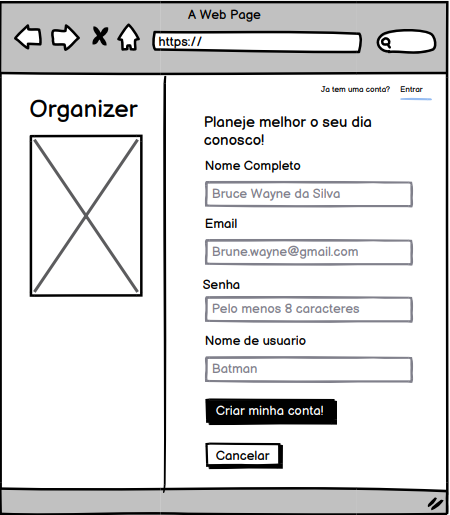 A Web Page
https://
Ja tem uma conta? Entrar
Organizer
Planeje melhor o seu dia
conosco!
Nome Completo
Bruce Wayne da Silva
Email
Brune.wayne@gmail.com
Senha
Pelo menos 8 caracteres
Nome de usuario
Batman
Criar minha conta!
Cancelar